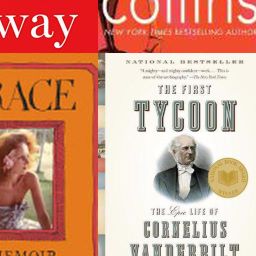 way
collins
NEW YORK TIMES BESTSELLING AUTHOR
RACE
MEMOIR
NATIONAL BESTSELLER
THE FIRST
TYCOON
THE Epic LIFE OF
CORNELIUS
VANDERBILT